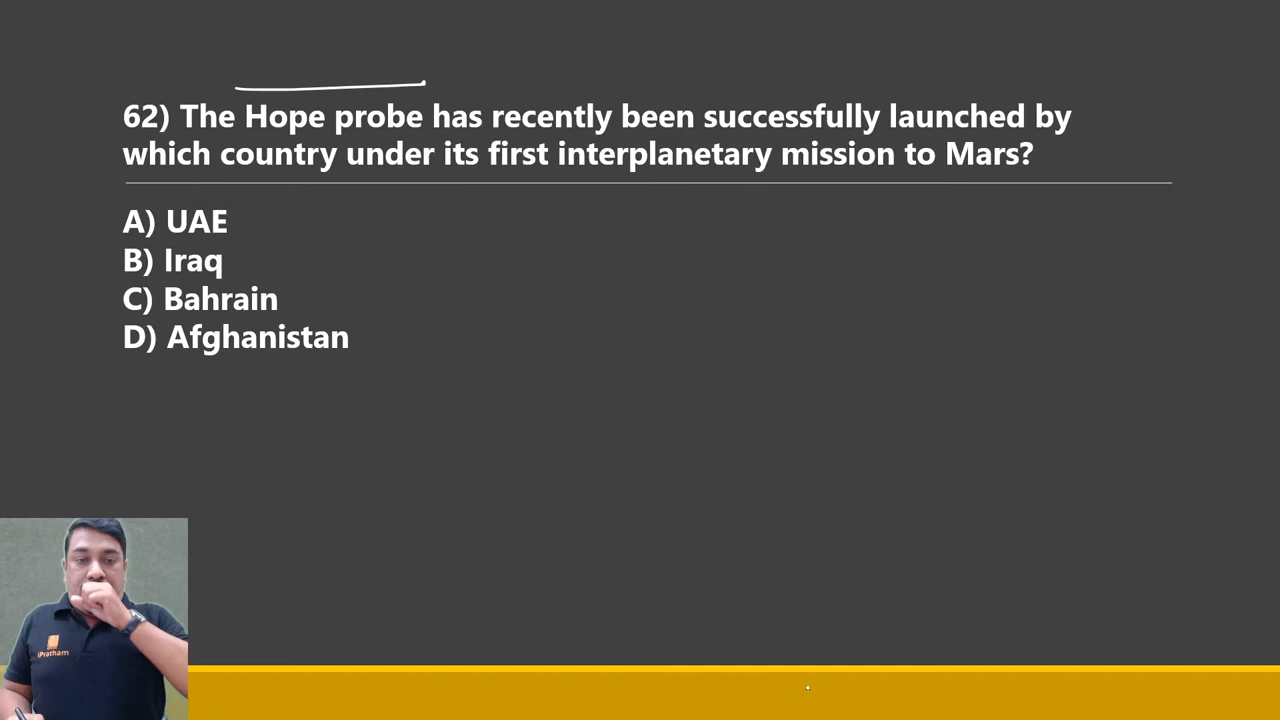 62) The Hope probe has recently been successfully launched by
which country under its first interplanetary mission to Mars?
A) UAE
B) Iraq
C) Bahrain
D) Afghanistan
iPratham